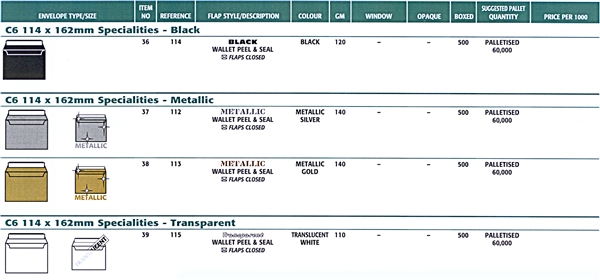 ENVELOPE TYPE/SIZE ITEM NO REFERENCE FLAP STYLE/DESCRIPTION COLOUR GM WINDOW OPAQUE BOXED SUGGESTED PALLET QUANTITY PRICE PER 1000
C6 114 x 162mm Specialities - Black
36 114 BLACK BLACK 120 – – 500 PALLETISED
WALLET PEEL & SEAL 60,000
☒ FLAPS CLOSED
C6 114 x 162mm Specialities - Metallic
37 112 METALLIC METALLIC 140 – – 500 PALLETISED
WALLET PEEL & SEAL SILVER 60,000
☒ FLAPS CLOSED
METALLIC
38 113 METALLIC METALLIC 140 – – 500 PALLETISED
WALLET PEEL & SEAL GOLD 60,000
☒ FLAPS CLOSED
METALLIC
C6 114 x 162mm Specialities - Transparent
39 115 Transparent TRANSLUCENT 110 – – 500 PALLETISED
WALLET PEEL & SEAL WHITE 60,000
☒ FLAPS CLOSED